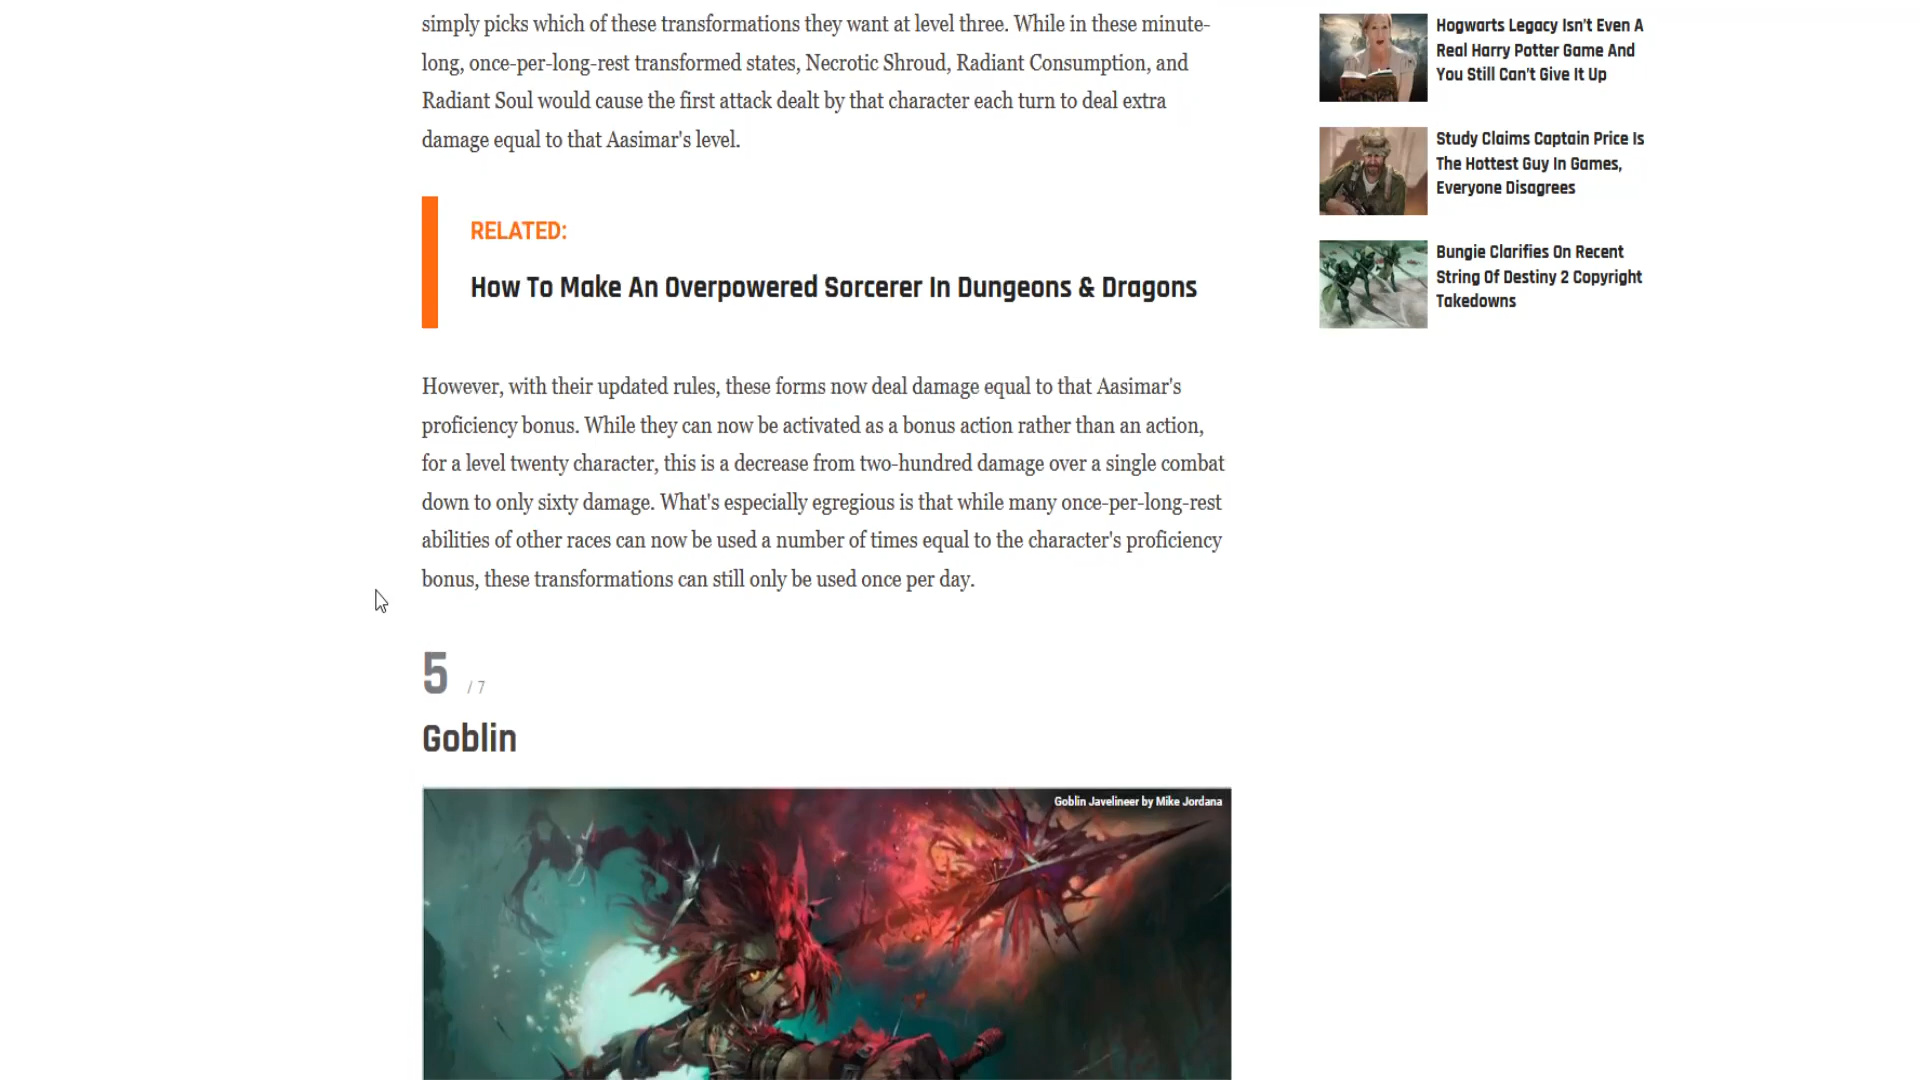 simply picks which of these transformations they want at level three. While in these minute-
long, once-per-long-rest transformed states, Necrotic Shroud, Radiant Consumption, and
Radiant Soul would cause the first attack dealt by that character each turn to deal extra
damage equal to that Aasimar's level.
RELATED:
How To Make An Overpowered Sorcerer In Dungeons & Dragons
However, with their updated rules, these forms now deal damage equal to that Aasimar's
proficiency bonus. While they can now be activated as a bonus action rather than an action,
for a level twenty character, this is a decrease from two-hundred damage over a single combat
down to only sixty damage. What's especially egregious is that while many once-per-long-rest
abilities of other races can now be used a number of times equal to the character's proficiency
bonus, these transformations can still only be used once per day.
5 / 7
Goblin
Goblin Javelineer by Mike Jordana
Hogwarts Legacy Isn't Even A
Real Harry Potter Game And
You Still Can't Give It Up
Study Claims Captain Price Is
The Hottest Guy In Games,
Everyone Disagrees
Bungie Clarifies On Recent
String Of Destiny 2 Copyright
Takedowns